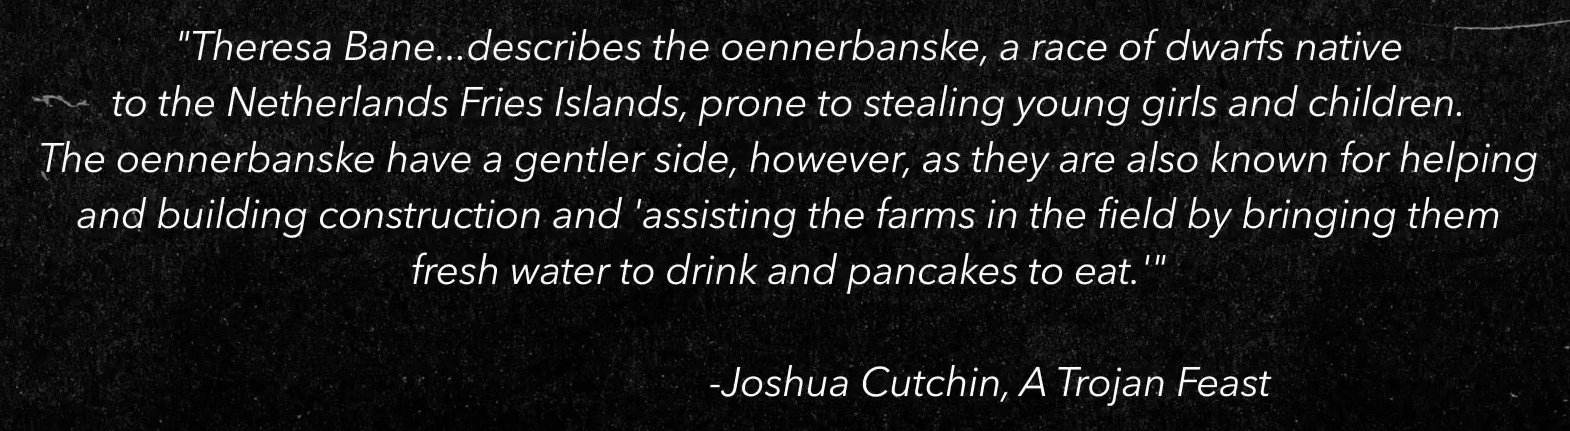 "Theresa Bane...describes the oennerbanske, a race of dwarfs native
to the Netherlands Fries Islands, prone to stealing young girls and children.
The oennerbanske have a gentler side, however, as they are also known for helping
and building construction and 'assisting the farms in the field by bringing them
fresh water to drink and pancakes to eat.'"
-Joshua Cutchin, A Trojan Feast